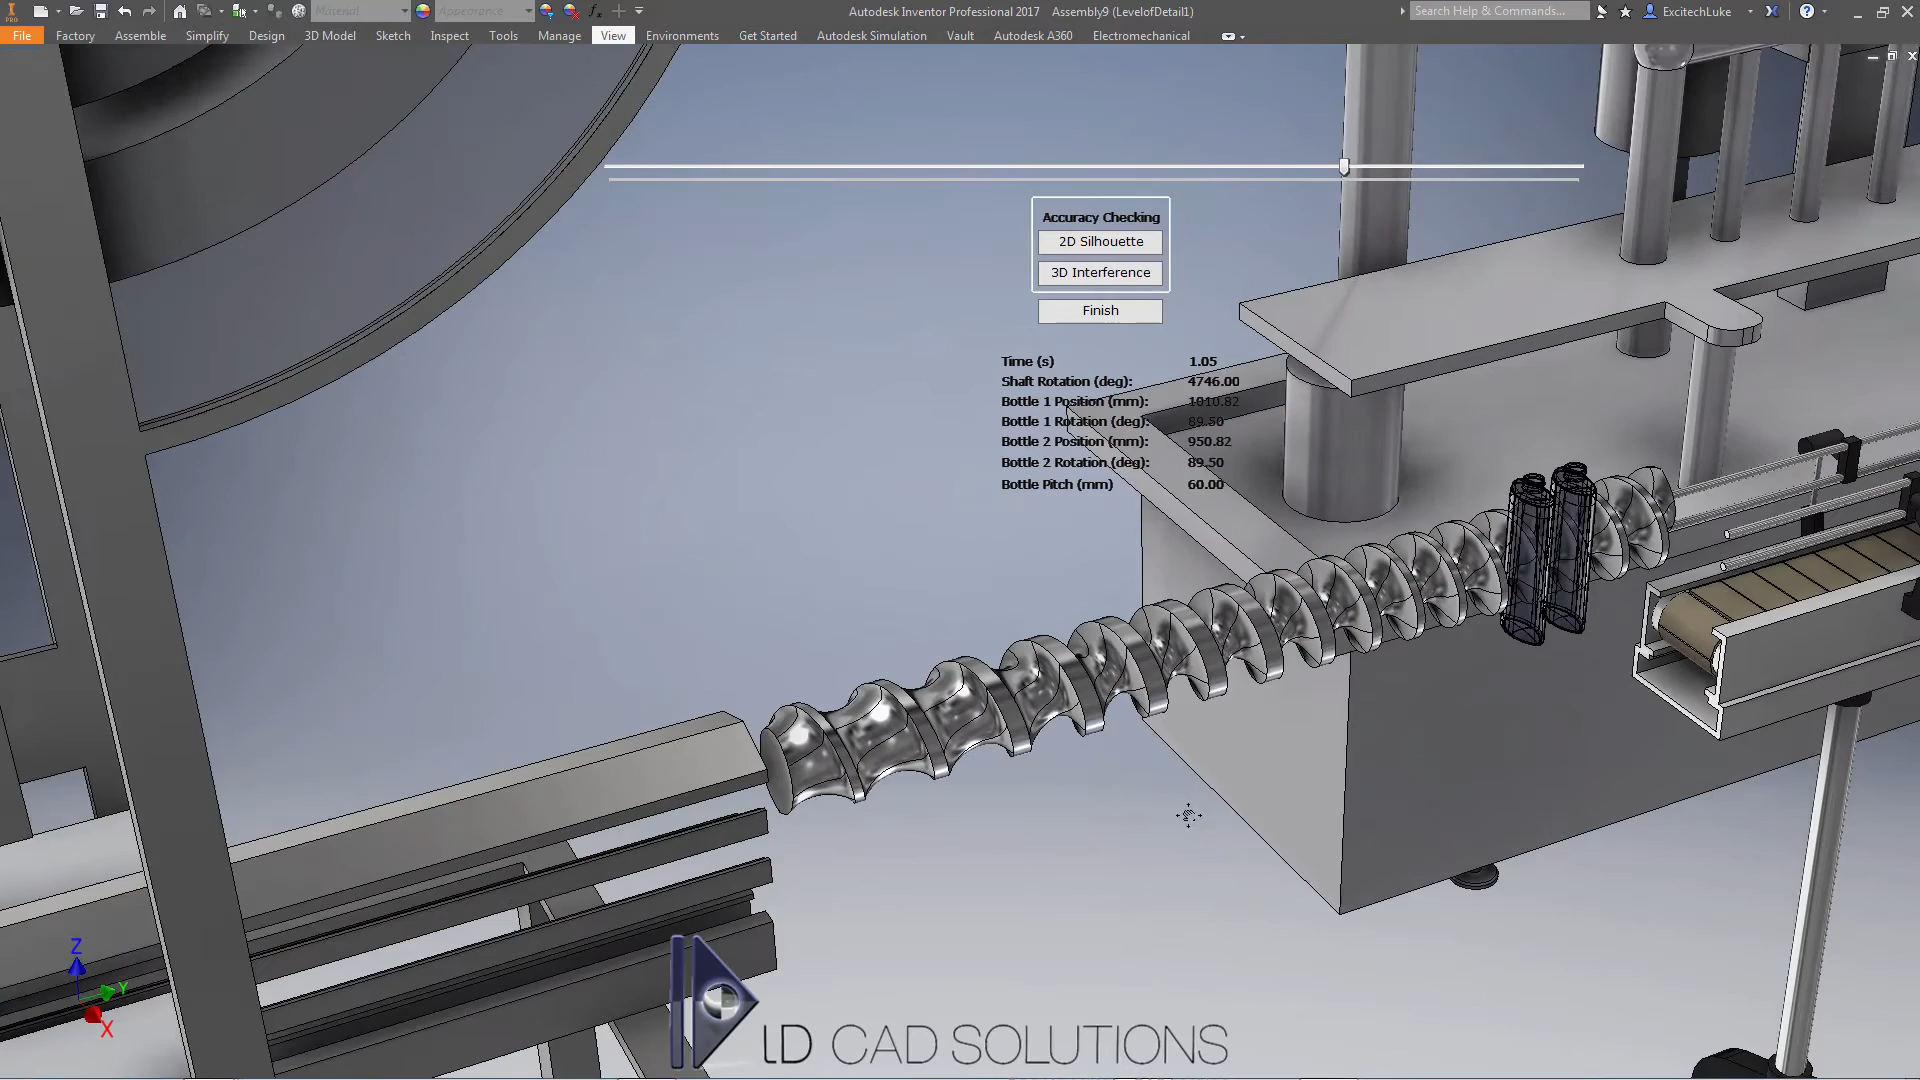 PRO
Material
Appearance
fx
Autodesk Inventor Professional 2017 Assembly9 (LevelofDetail1)
Search Help & Commands...
ExcitechLuke
File Factory Assemble Simplify Design 3D Model Sketch Inspect Tools Manage View Environments Get Started Autodesk Simulation Vault Autodesk A360 Electromechanical
Accuracy Checking
2D Silhouette
3D Interference
Finish
Time (s) 1.05
Shaft Rotation (deg): 4746.00
Bottle 1 Position (mm): 1010.82
Bottle 1 Rotation (deg): 89.50
Bottle 2 Position (mm): 950.82
Bottle 2 Rotation (deg): 89.50
Bottle Pitch (mm) 60.00
Z
Y
X
LD CAD SOLUTIONS